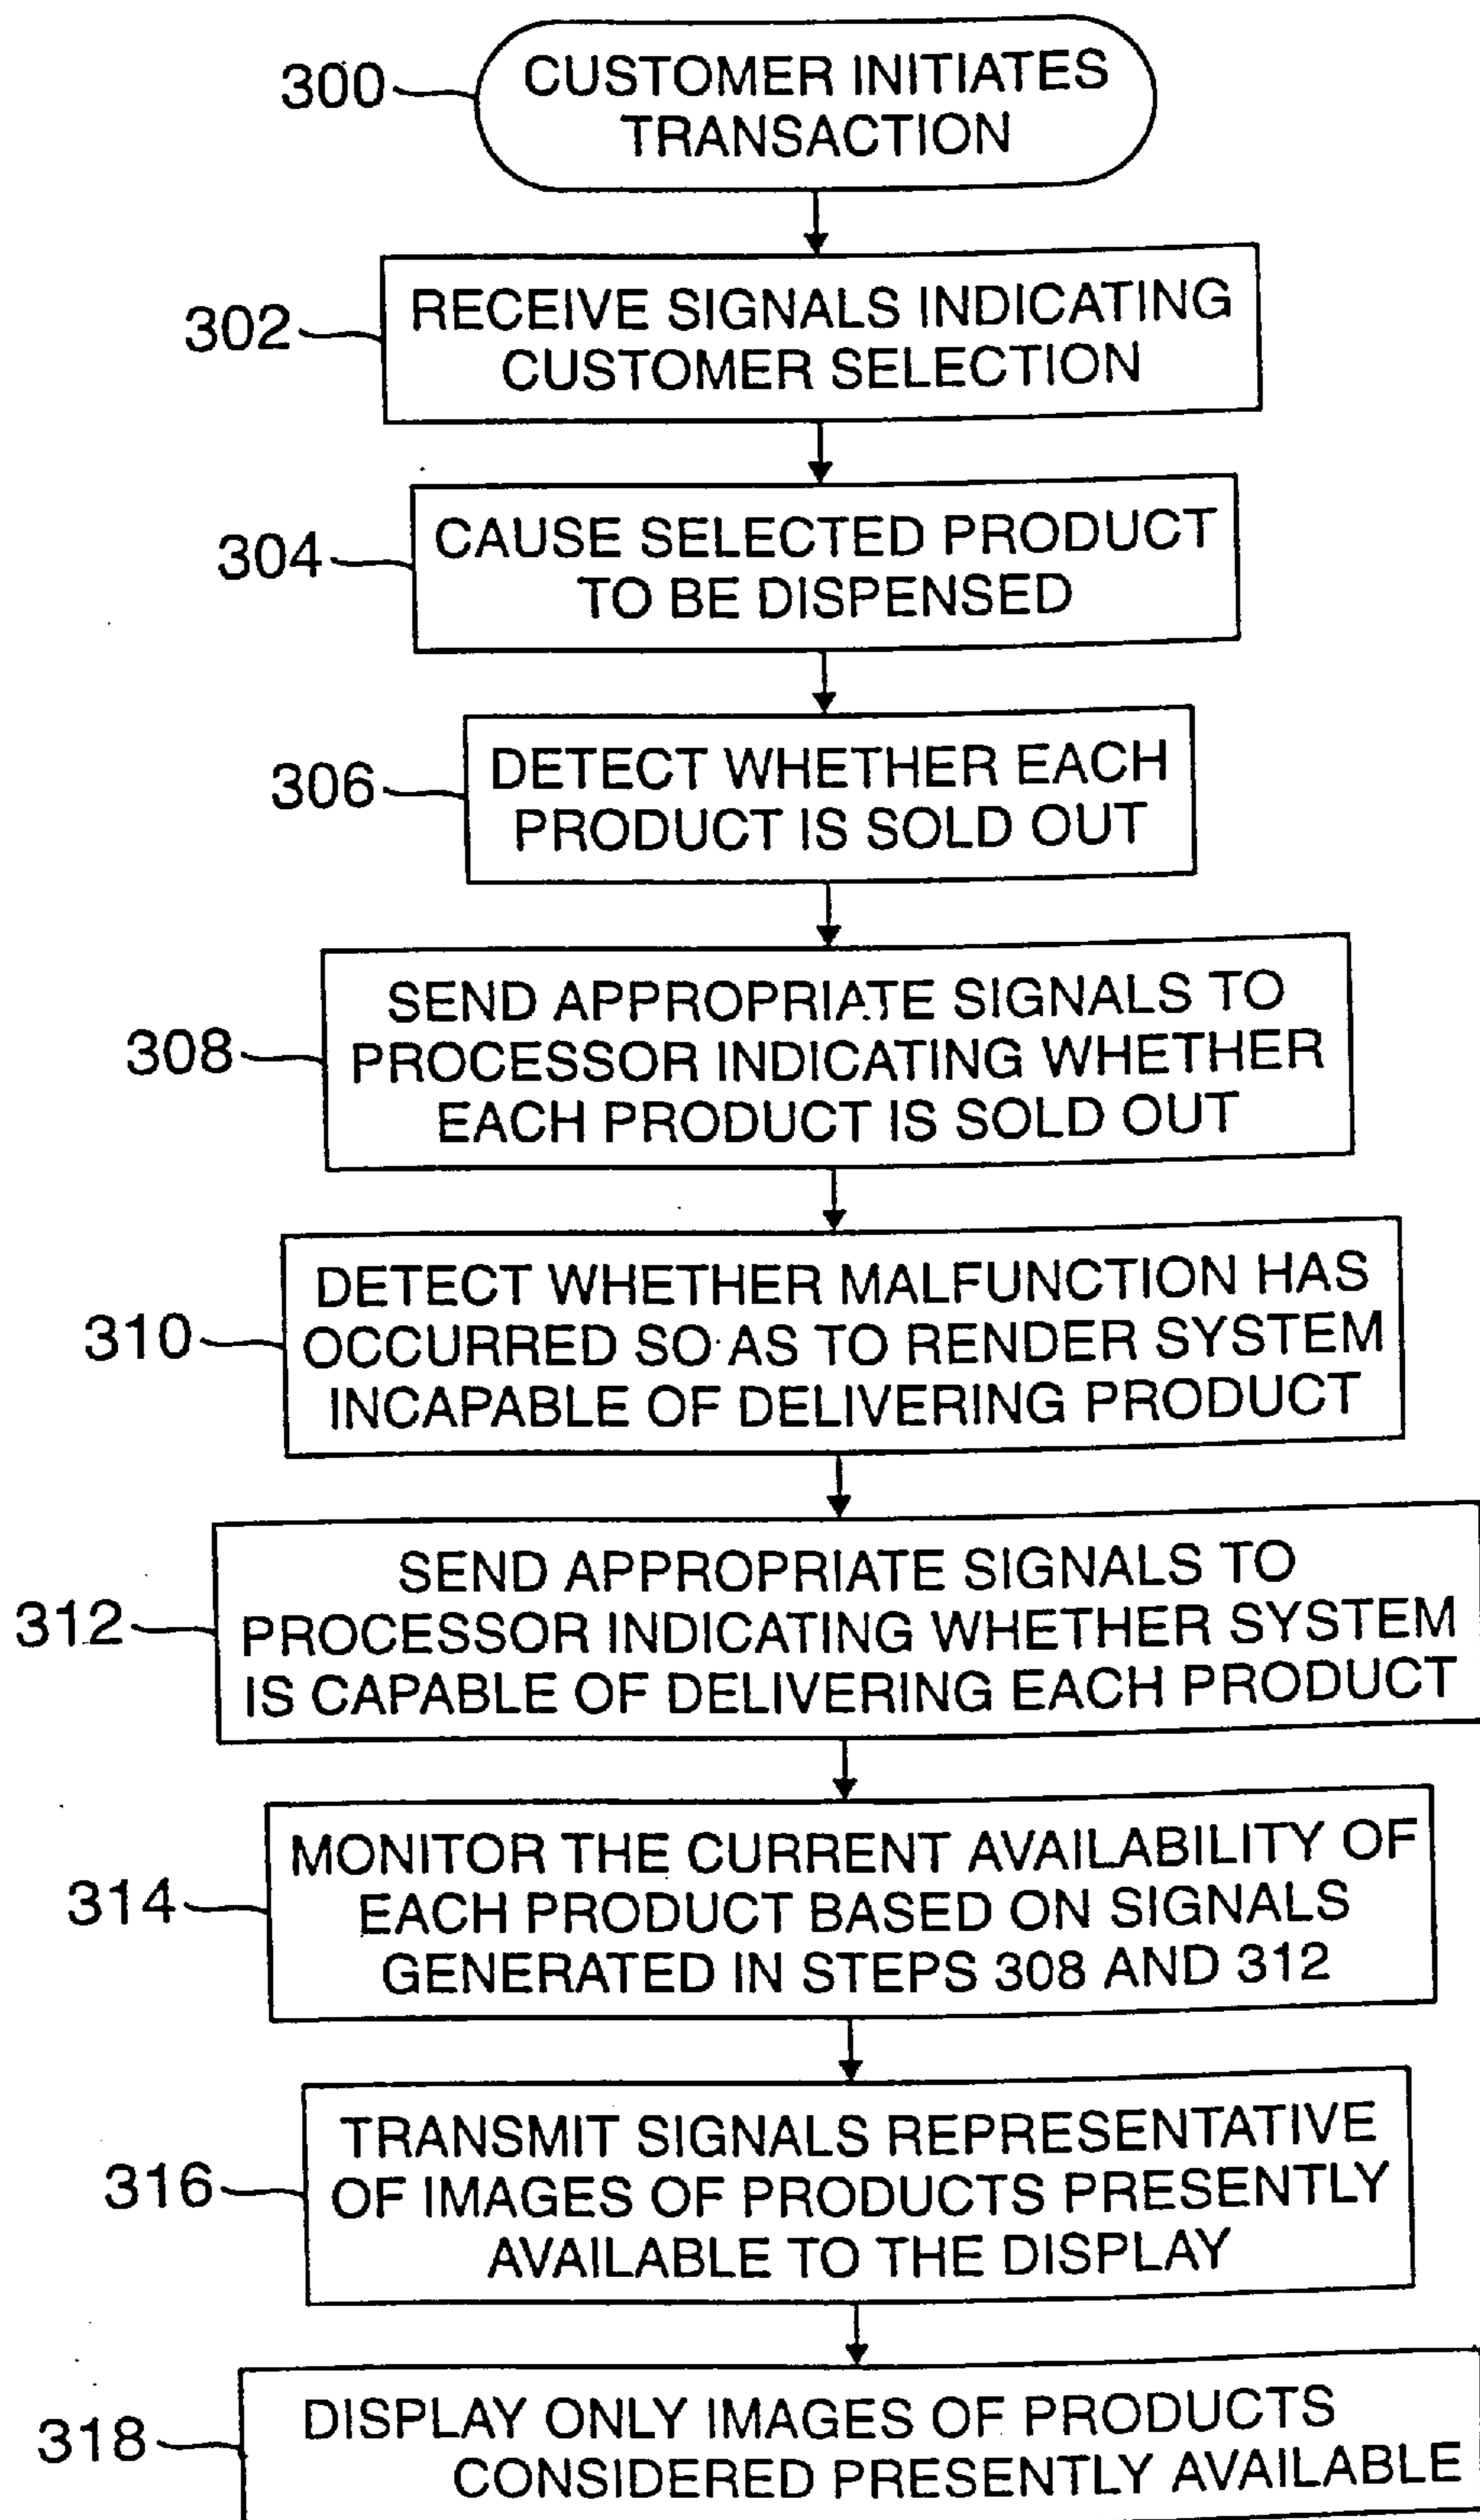 300
CUSTOMER INITIATES
TRANSACTION
302
RECEIVE SIGNALS INDICATING
CUSTOMER SELECTION
304
CAUSE SELECTED PRODUCT
TO BE DISPENSED
306
DETECT WHETHER EACH
PRODUCT IS SOLD OUT
308
SEND APPROPRIATE SIGNALS TO
PROCESSOR INDICATING WHETHER
EACH PRODUCT IS SOLD OUT
310
DETECT WHETHER MALFUNCTION HAS
OCCURRED SO AS TO RENDER SYSTEM
INCAPABLE OF DELIVERING PRODUCT
312
SEND APPROPRIATE SIGNALS TO
PROCESSOR INDICATING WHETHER SYSTEM
IS CAPABLE OF DELIVERING EACH PRODUCT
314
MONITOR THE CURRENT AVAILABILITY OF
EACH PRODUCT BASED ON SIGNALS
GENERATED IN STEPS 308 AND 312
316
TRANSMIT SIGNALS REPRESENTATIVE
OF IMAGES OF PRODUCTS PRESENTLY
AVAILABLE TO THE DISPLAY
318
DISPLAY ONLY IMAGES OF PRODUCTS
CONSIDERED PRESENTLY AVAILABLE